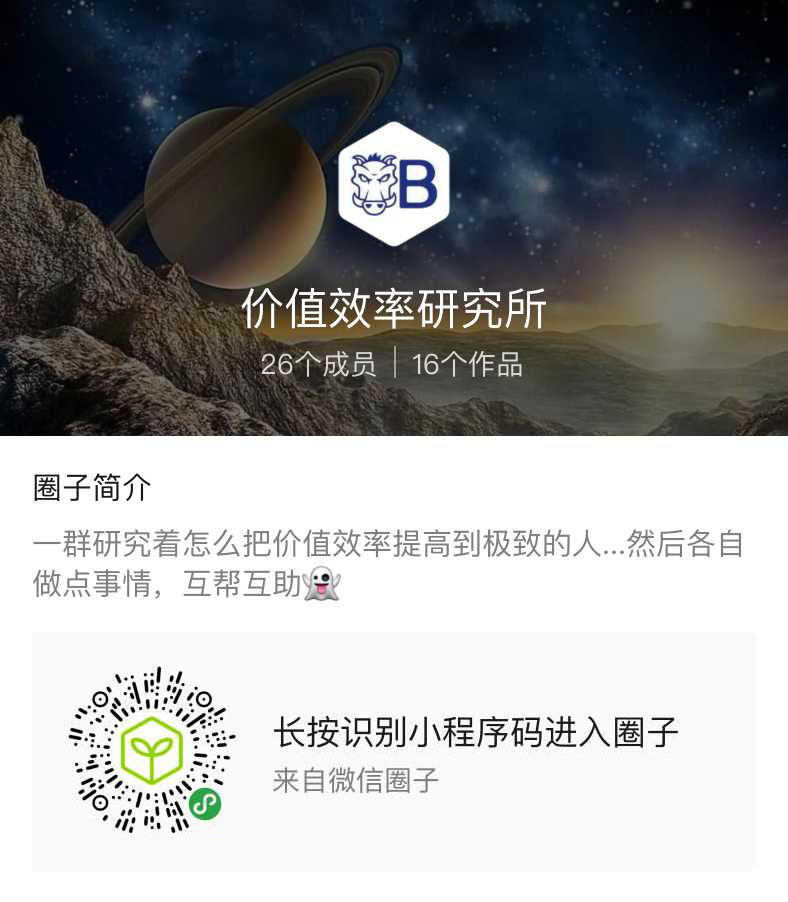 B
价值效率研究所
26个成员 | 16个作品
圈子简介
一群研究着怎么把价值效率提高到极致的人...然后各自
做点事情，互帮互助👻
长按识别小程序码进入圈子
来自微信圈子